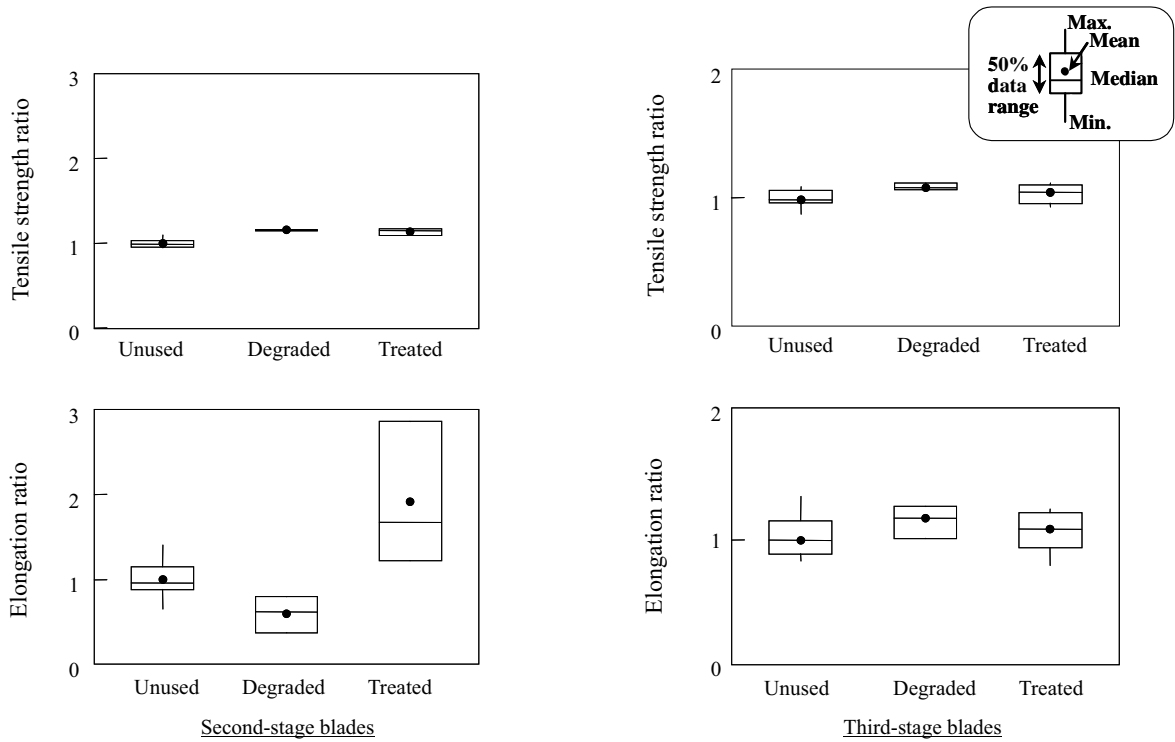 Max.
Mean
50%
data
range
Median
Min.
Tensile strength ratio
3
2
1
0
Unused Degraded Treated
Tensile strength ratio
2
1
0
Unused Degraded Treated
Elongation ratio
3
2
1
0
Unused Degraded Treated
Second-stage blades
Elongation ratio
2
1
0
Unused Degraded Treated
Third-stage blades